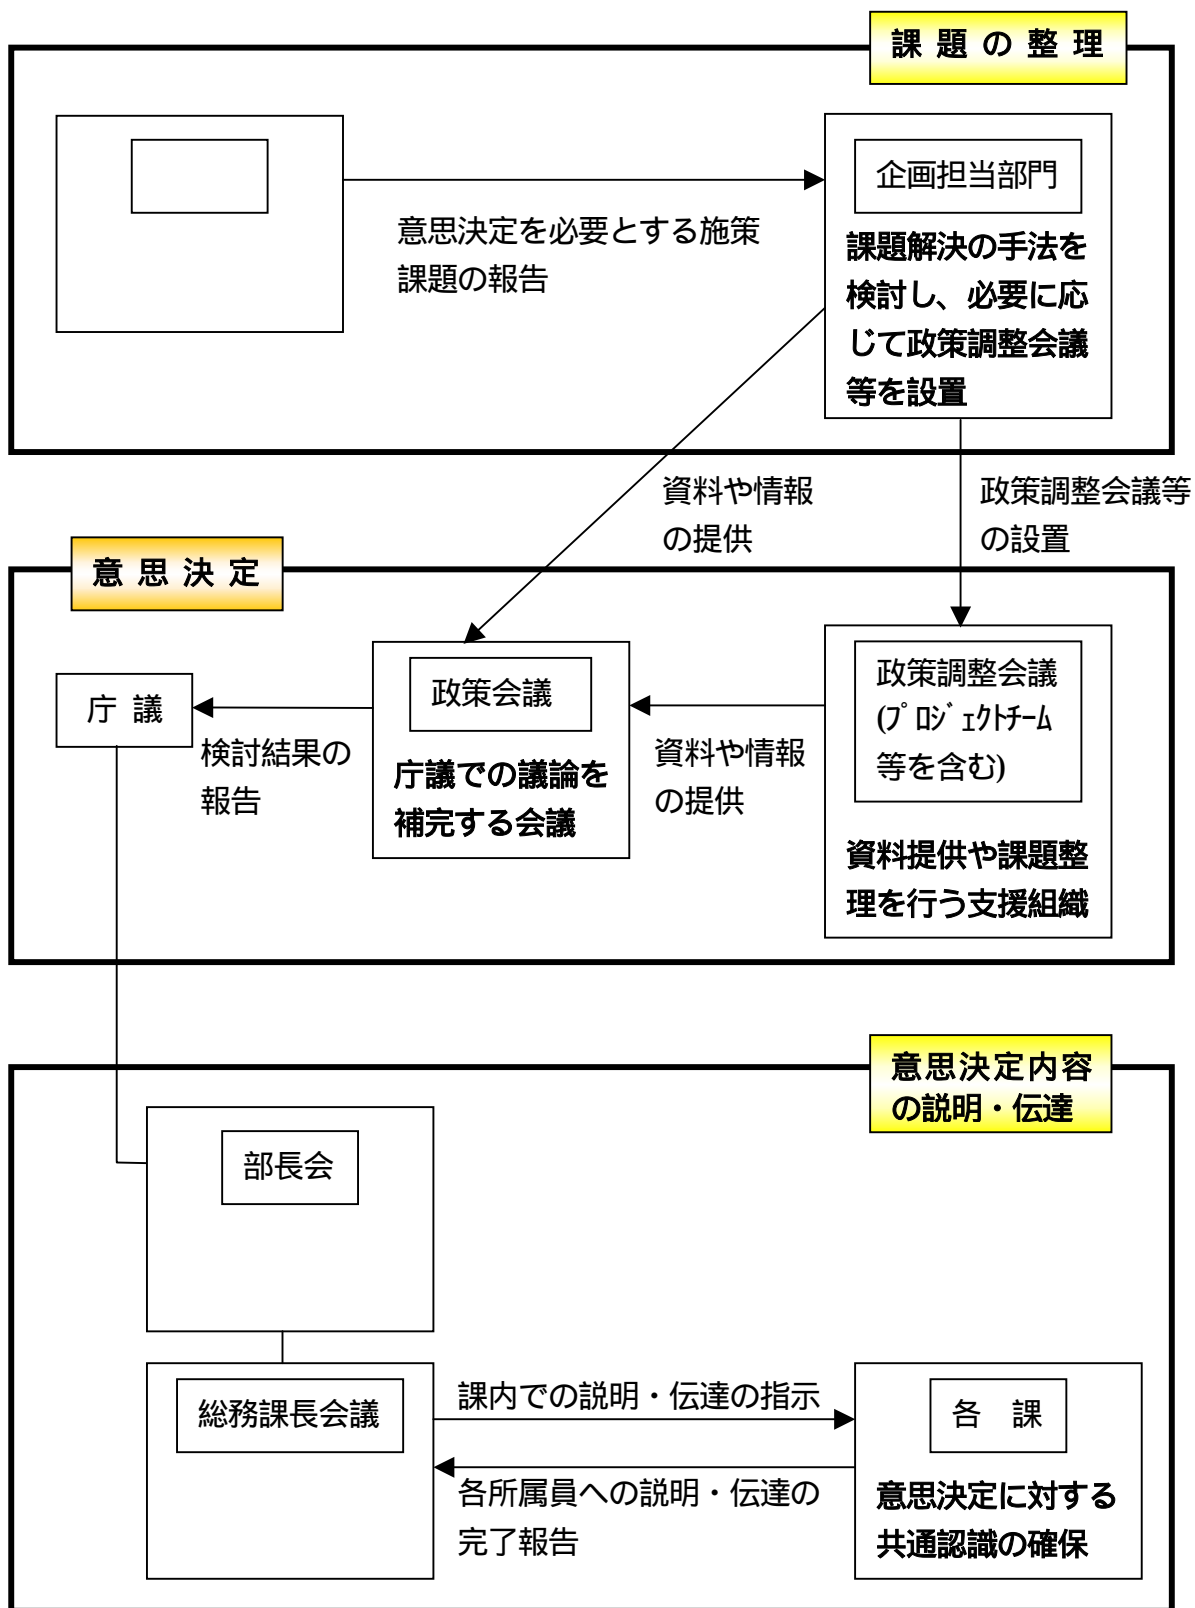 課題の整理
企画担当部門
意思決定を必要とする施策
課題の報告
課題解決の手法を
検討し、必要に応
じて政策調整会議
等を設置
資料や情報
の提供
政策調整会議等
の設置
意思決定
庁 議
検討結果の
報告
政策会議
庁議での議論を
補完する会議
資料や情報
の提供
政策調整会議
(プロジェクトチーム
等を含む)
資料提供や課題整
理を行う支援組織
意思決定内容
の説明・伝達
部長会
総務課長会議
課内での説明・伝達の指示
各所属員への説明・伝達の
完了報告
各 課
意思決定に対する
共通認識の確保